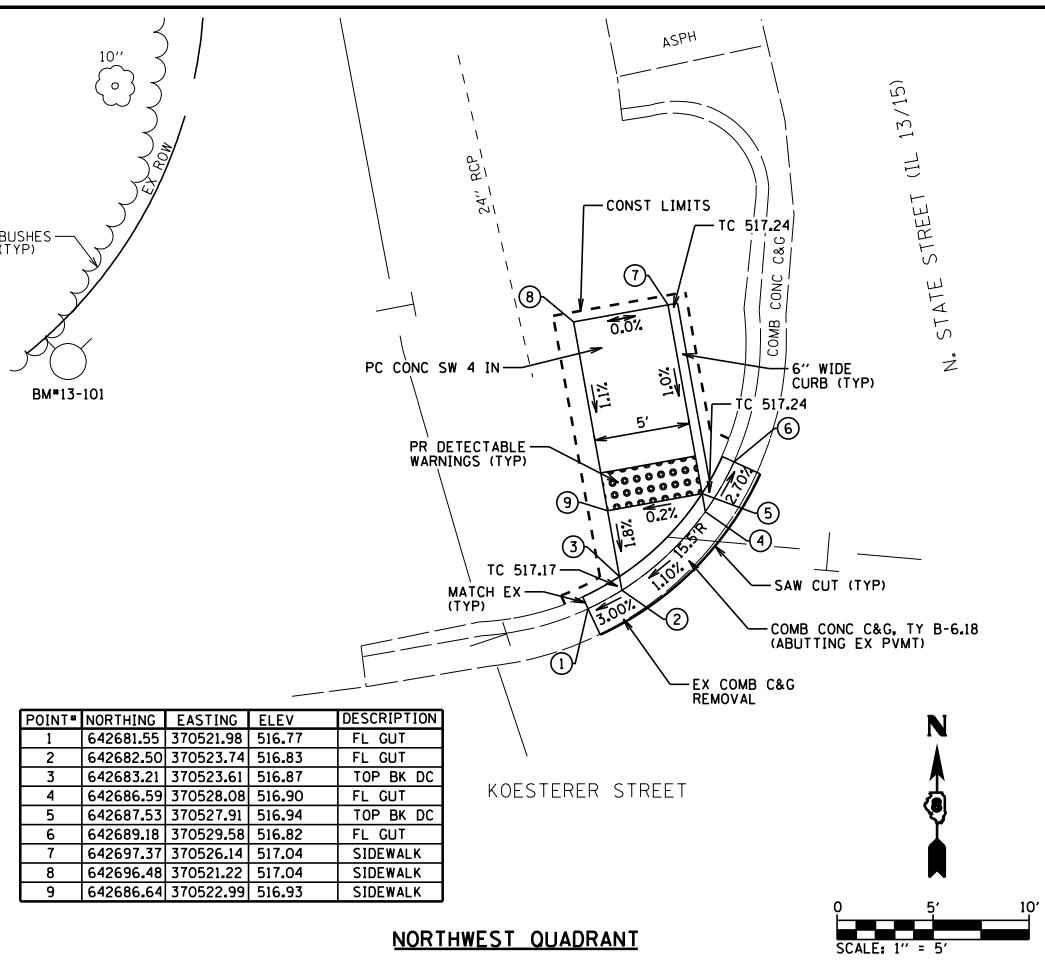 10''
ASPH
EX ROW
24'' RCP
N. STATE STREET (IL 13/15)
BUSHES
(TYP)
CONST LIMITS
TC 517.24
COMB CONC C&G
7
8
0.0%
BM#13-101
PC CONC SW 4 IN
1.1%
1.0%
6'' WIDE
CURB (TYP)
5'
TC 517.24
6
PR DETECTABLE
WARNINGS (TYP)
2.70%
9
0.2%
5
1.8%
15.5'R
4
3
TC 517.17
1.10%
SAW CUT (TYP)
MATCH EX
(TYP)
3.00%
2
COMB CONC C&G, TY B-6.18
(ABUTTING EX PVMT)
1
EX COMB C&G
REMOVAL
POINT# NORTHING EASTING ELEV DESCRIPTION
1 642681.55 370521.98 516.77 FL GUT
2 642682.50 370523.74 516.83 FL GUT
3 642683.21 370523.61 516.87 TOP BK DC
4 642686.59 370528.08 516.90 FL GUT
5 642687.53 370527.91 516.94 TOP BK DC
6 642689.18 370529.58 516.82 FL GUT
7 642697.37 370526.14 517.04 SIDEWALK
8 642696.48 370521.22 517.04 SIDEWALK
9 642686.64 370522.99 516.93 SIDEWALK
KOESTERER STREET
N
0 5' 10'
SCALE: 1'' = 5'
NORTHWEST QUADRANT